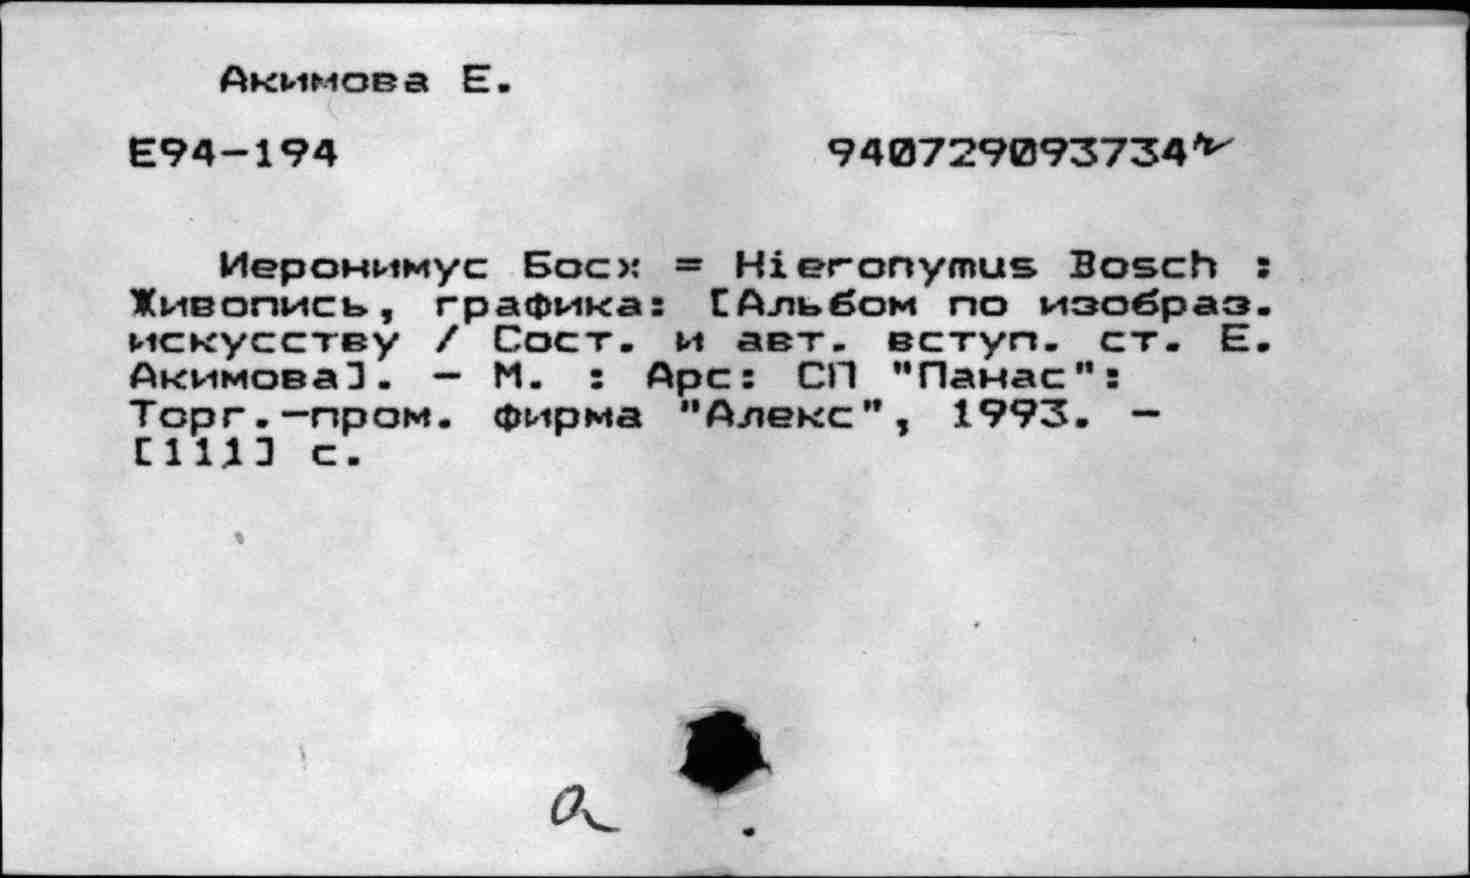 Акимова Е.
Е94-194 940729093734
Иеронимус Босх = Hieronymus Bosch :
Живопись, графика: [Альбом по изобраз.
искусству / Сост. и авт. вступ. ст. Е.
Акимова]. - М. : Арс: СП "Панас":
Торг.-пром. фирма "Алекс", 1993. -
[111] с.